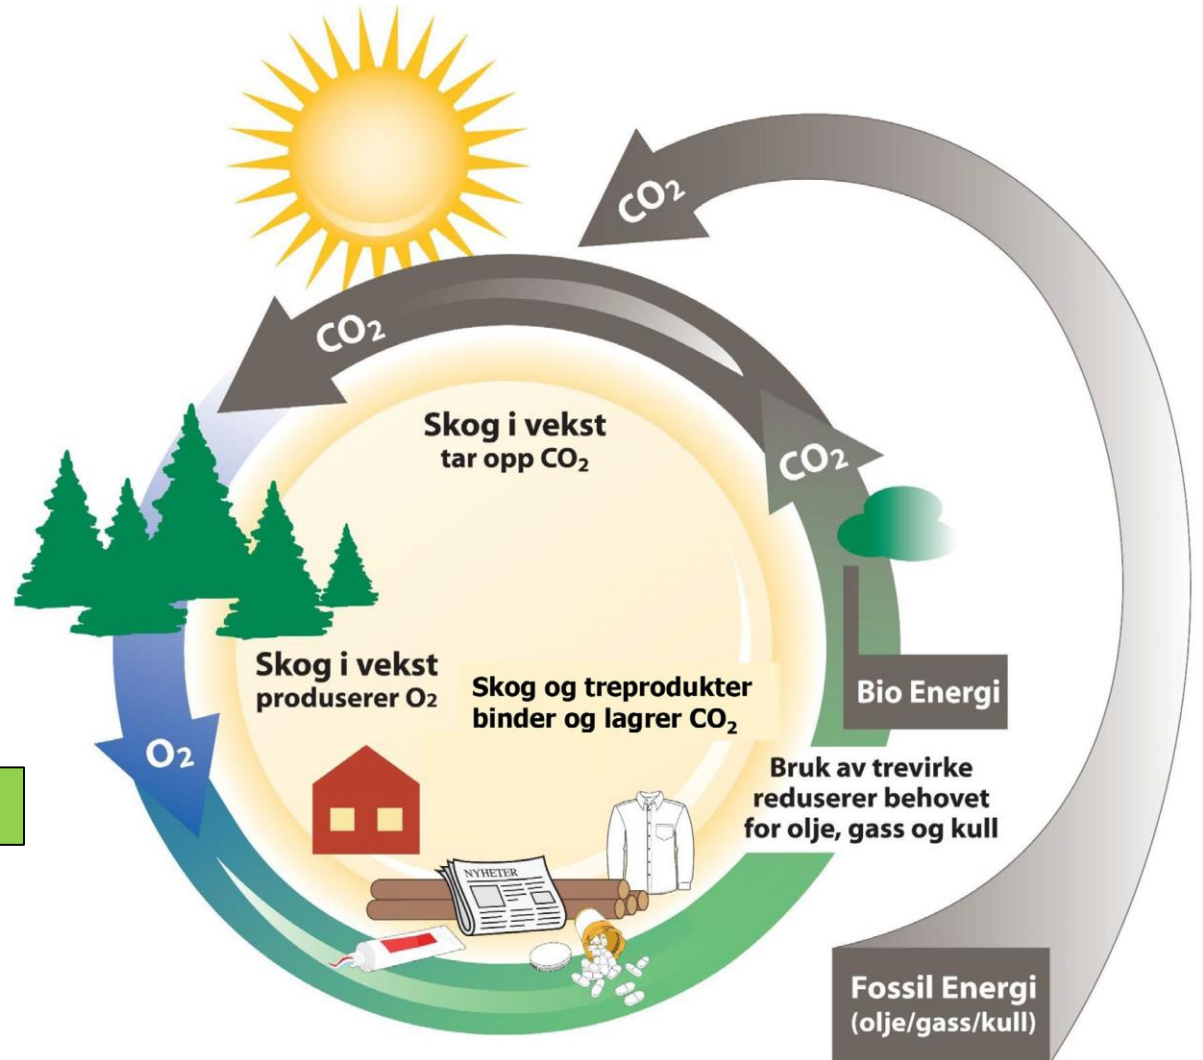 CO₂
CO₂
Skog i vekst
tar opp CO₂
CO₂
Skog i vekst
produserer O₂
Skog og treprodukter
binder og lagrer CO₂
Bio Energi
O₂
Bruk av trevirke
reduserer behovet
for olje, gass og kull
NYHETER
Fossil Energi
(olje/gass/kull)